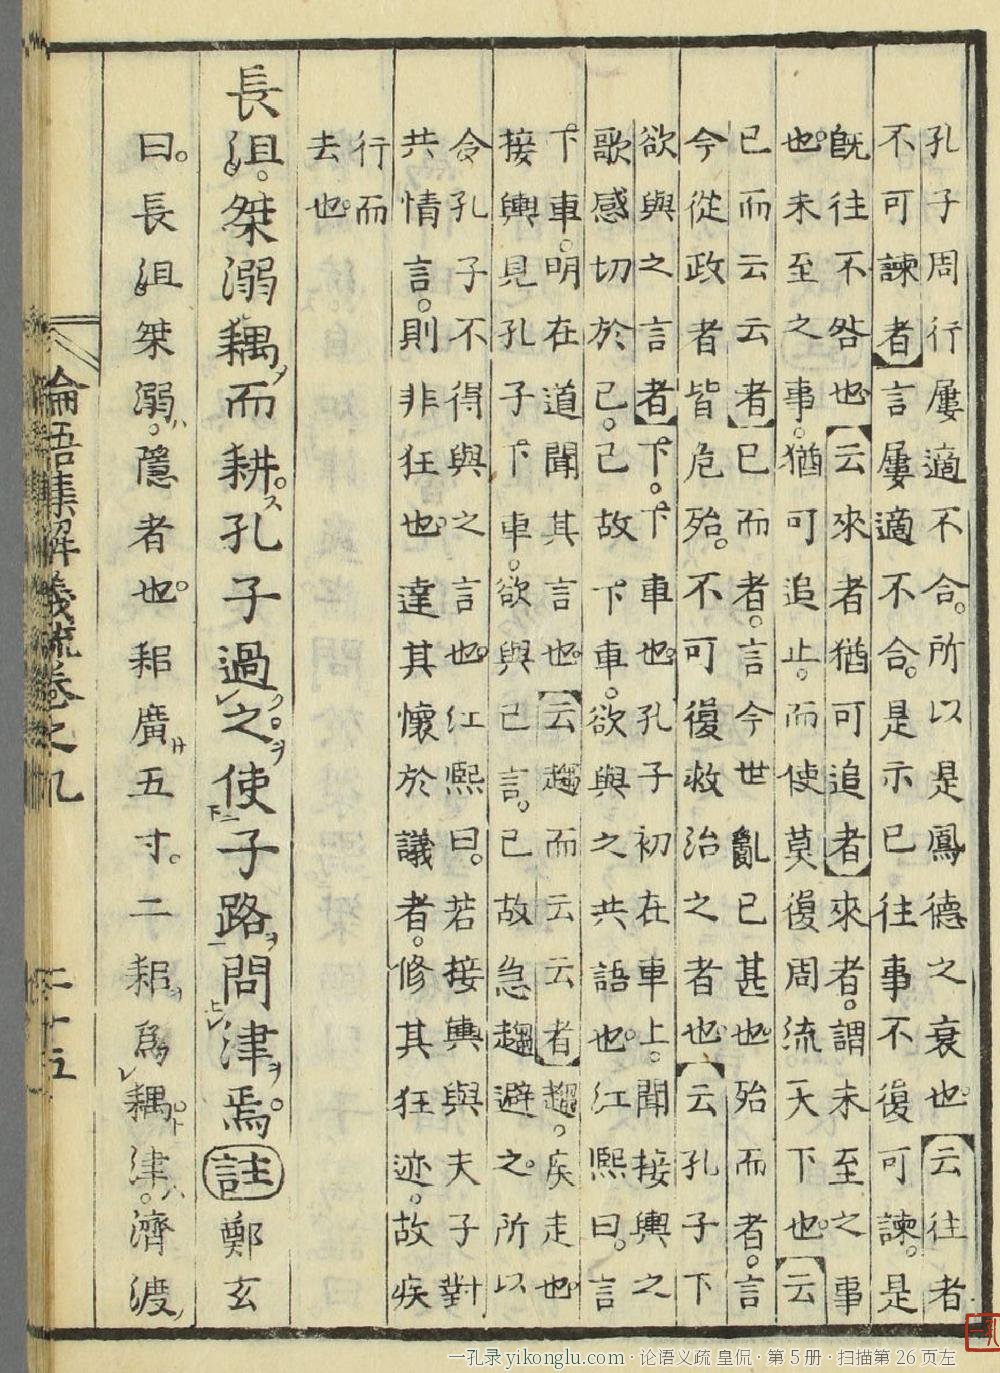 孔子周行屢適不合。所以是鳳德之衰也。【云往者
不可諫者】言屢適不合。是示已往事不復可諫。是
既往不咎也【云來者猶可追者】來者。謂未至之事
也。未至之事。猶可追止。而使莫復周流天下也。【云
已而云云者】已而者。言今世亂已甚也。殆而者。言
今從政者皆危殆。不可復救治之者也。【云孔子下
欲與之言者】下。下車也。孔子初在車上。聞接輿之
歌感切於己。己故下車。欲與之共語也。江熙曰。言
下車。明在道聞其言也。【云趨而云云者】趨。疾走也
接輿見孔子下車。欲與己言。己故急趨避之。所以
令孔子不得與之言也。江熙曰。若接輿與夫子對
共情言。則非狂也。達其懷於議者。修其狂迹。故疾
行而
去也。
長沮。桀溺耦而耕。孔子過之。使子路問津焉。註鄭玄
曰。長沮桀溺。隱者也。耜廣五寸。二耜爲耦。津。濟渡
論語集解義疏卷之九 二十五
一孔录 yikonglu.com · 论语义疏 皇侃 · 第 5 册 · 扫描第 26 页左